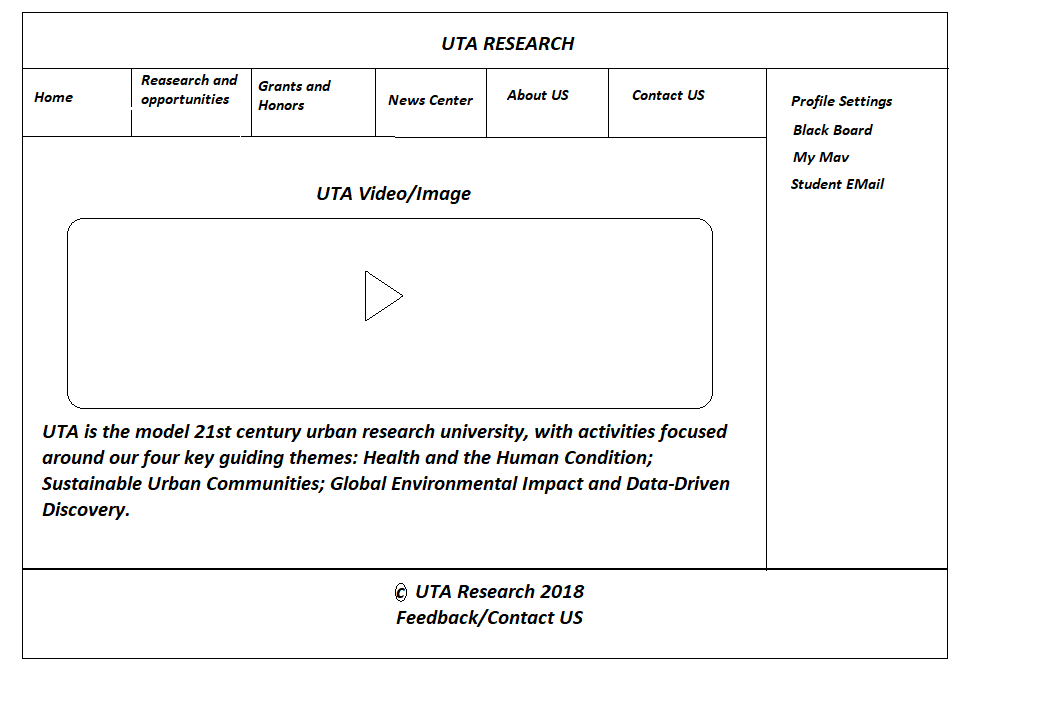 UTA RESEARCH
Home
Reasearch and
opportunities
Grants and
Honors
News Center
About US
Contact US
Profile Settings
Black Board
My Mav
Student EMail
UTA Video/Image
UTA is the model 21st century urban research university, with activities focused
around our four key guiding themes: Health and the Human Condition;
Sustainable Urban Communities; Global Environmental Impact and Data-Driven
Discovery.
© UTA Research 2018
Feedback/Contact US